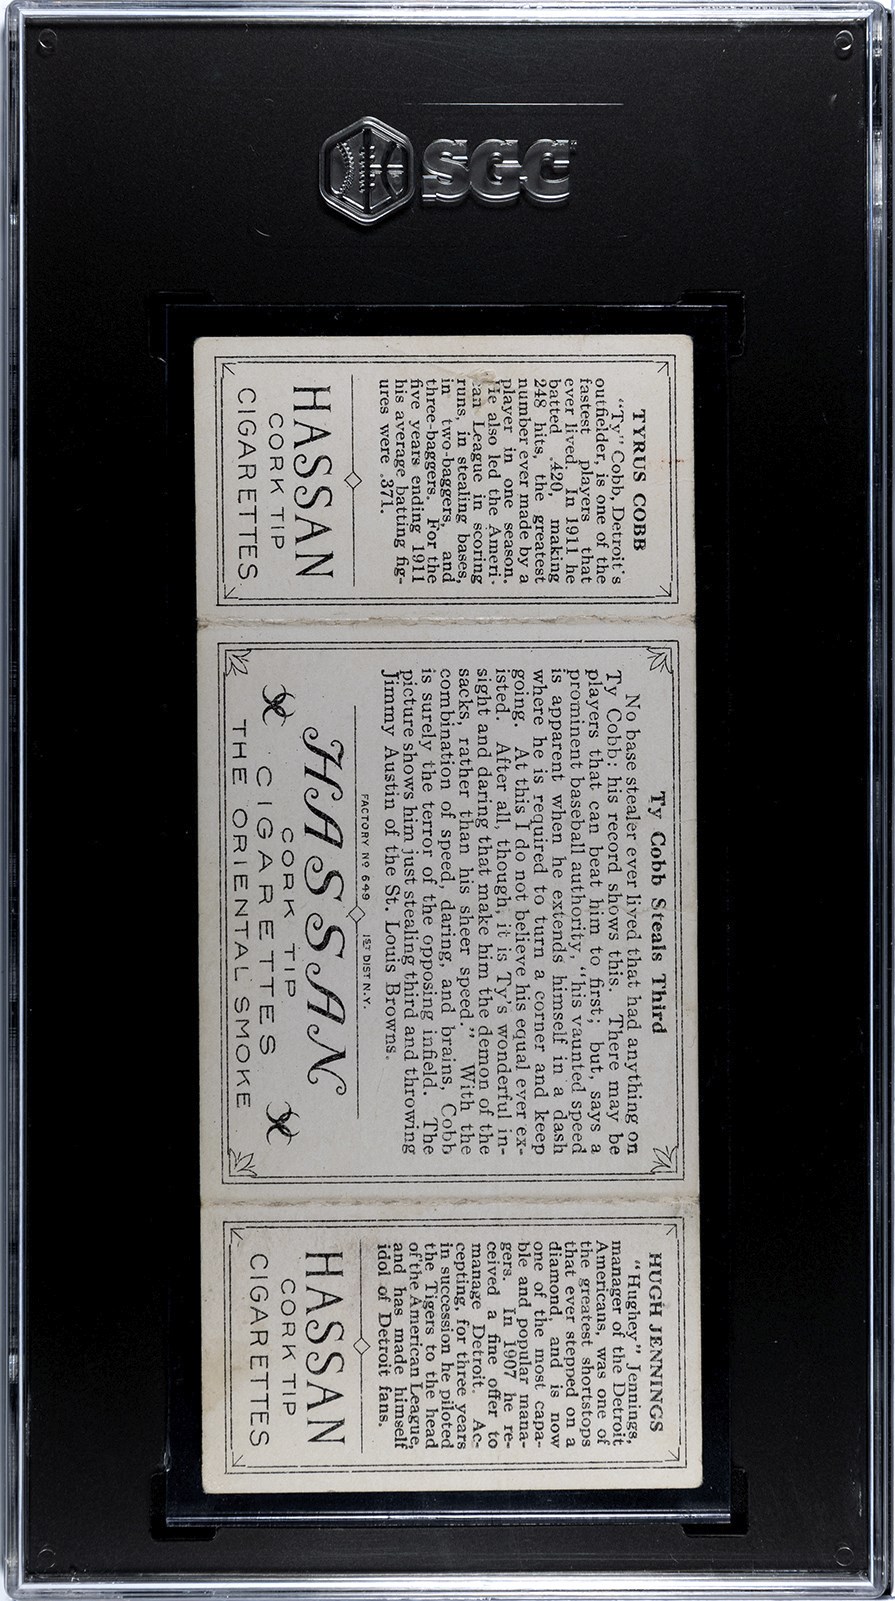 SGC
TYRUS COBB
"Ty" Cobb, Detroit's
outfielder, is one of the
fastest players that
ever lived. In 1911 he
batted .420, making
248 hits, the greatest
number ever made by a
player in one season.
He also led the Ameri-
can League in scoring
runs, in stealing bases,
in two-baggers, and
three-baggers. For the
five years ending 1911
his average batting fig-
ures were .371.
HASSAN
CORK TIP
CIGARETTES
Ty Cobb Steals Third
No base stealer ever lived that had anything on
Ty Cobb; his record shows this. There may be
players that can beat him to first; but, says a
prominent baseball authority, "his vaunted speed
is apparent when he extends himself in a dash
where he is required to turn a corner and keep
going. At this I do not believe his equal ever ex-
isted. After all, though, it is Ty's wonderful in-
sight and daring that make him the demon of the
sacks, rather than his sheer speed." With the
combination of speed, daring, and brains, Cobb
is surely the terror of the opposing infield. The
picture shows him just stealing third and throwing
Jimmy Austin of the St. Louis Browns.
FACTORY No 649 1ST DIST N.Y.
HASSAN
CORK TIP
CIGARETTES
THE ORIENTAL SMOKE
HUGH JENNINGS
"Hughey" Jennings,
manager of the Detroit
Americans, was one of
the greatest shortstops
that ever stepped on a
diamond, and is now
one of the most capa-
ble and popular mana-
gers. In 1907 he re-
ceived a fine offer to
manage Detroit. Ac-
cepting, for three years
in succession he piloted
the Tigers to the head
of the American League,
and has made himself
idol of Detroit fans.
HASSAN
CORK TIP
CIGARETTES